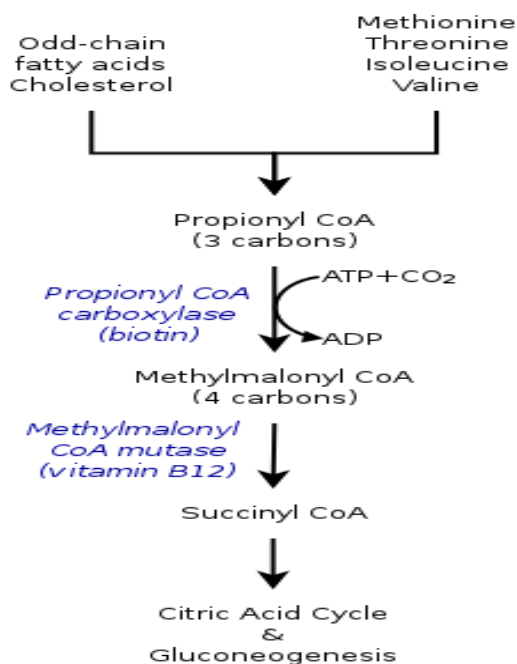 Odd-chain
fatty acids
Cholesterol
Methionine
Threonine
Isoleucine
Valine
Propionyl CoA
(3 carbons)
Propionyl CoA
carboxylase
(biotin)
ATP+CO₂
ADP
Methylmalonyl CoA
(4 carbons)
Methylmalonyl
CoA mutase
(vitamin B12)
Succinyl CoA
Citric Acid Cycle
&
Gluconeogenesis